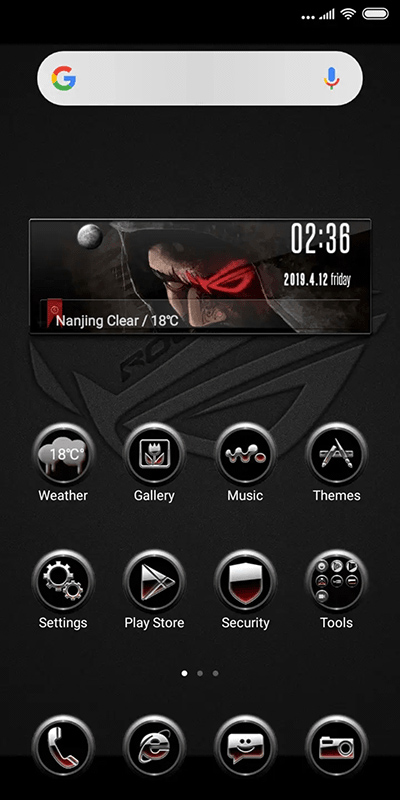 02:36
2019.4.12 friday
Nanjing Clear / 18℃
18℃
Weather
Gallery
Music
Themes
Settings
Play Store
Security
Tools